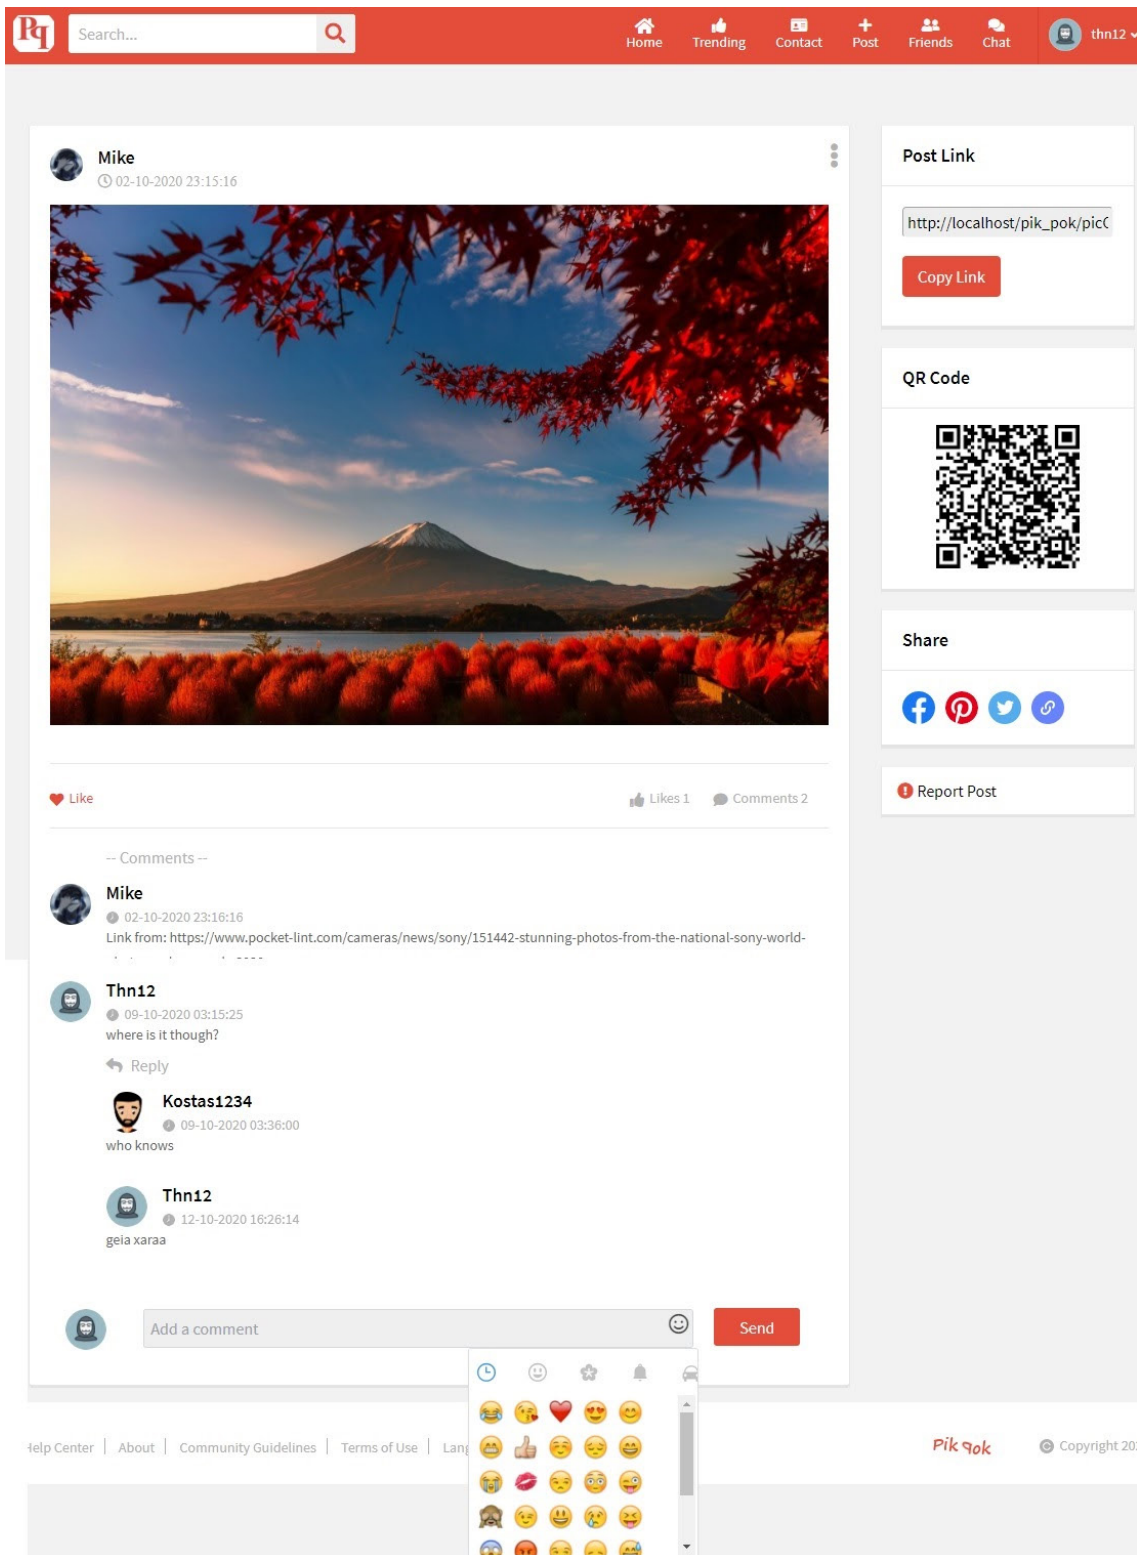 Pq
Search...
Home
Trending
Contact
Post
Friends
Chat
thn12
Mike
02-10-2020 23:15:16
Post Link
http://localhost/pik_pok/pic
Copy Link
QR Code
Share
Report Post
Like
Likes 1
Comments 2
-- Comments --
Mike
02-10-2020 23:16:16
Link from: https://www.pocket-lint.com/cameras/news/sony/151442-stunning-photos-from-the-national-sony-world-
Thn12
09-10-2020 03:15:25
where is it though?
Reply
Kostas1234
09-10-2020 03:36:00
who knows
Thn12
12-10-2020 16:26:14
geia xaraa
Add a comment
Send
Help Center | About | Community Guidelines | Terms of Use | Lang
Pik qok
Copyright 20